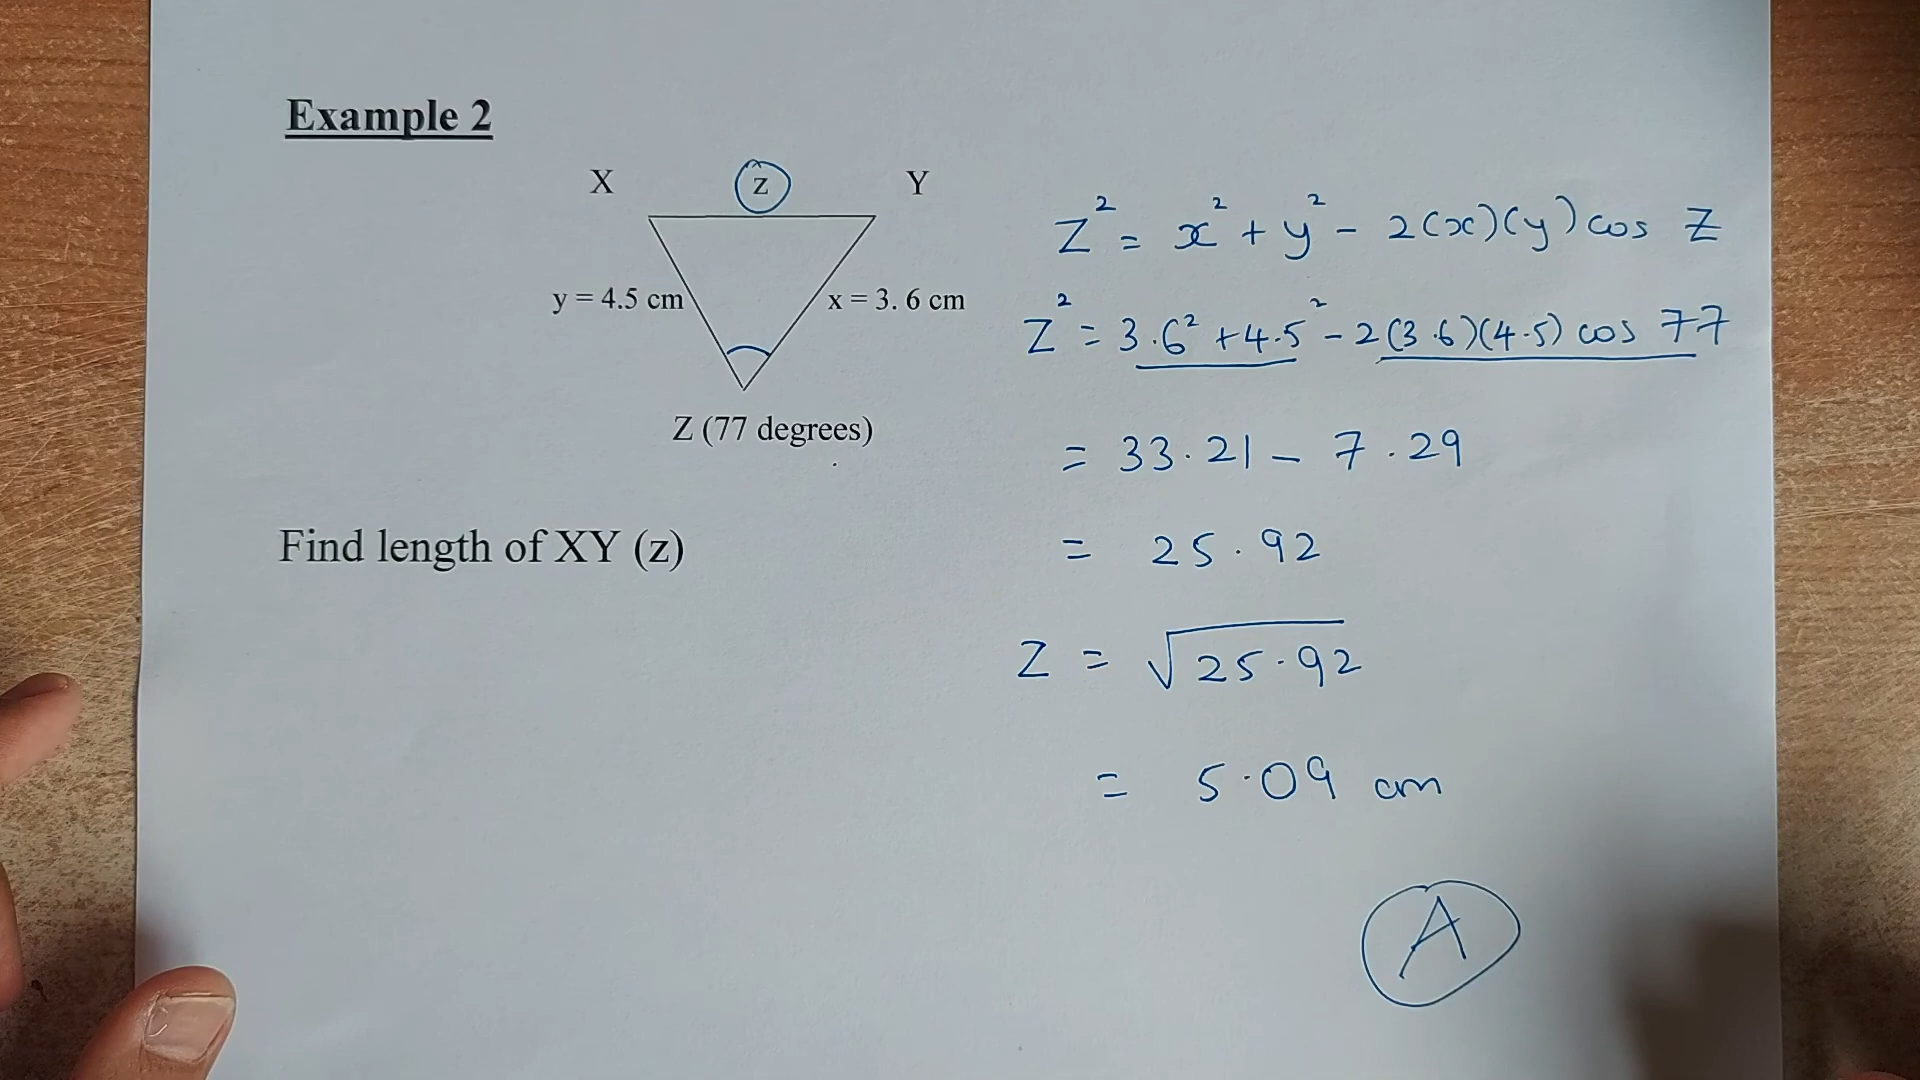 Example 2
X z Y
y = 4.5 cm
x = 3. 6 cm
Z (77 degrees)
Find length of XY (z)
z² = x² + y² - 2(x)(y) cos Z
z² = 3.6² + 4.5² - 2(3.6)(4.5) cos 77
= 33.21 - 7.29
= 25.92
z = √25.92
= 5.09 cm
A